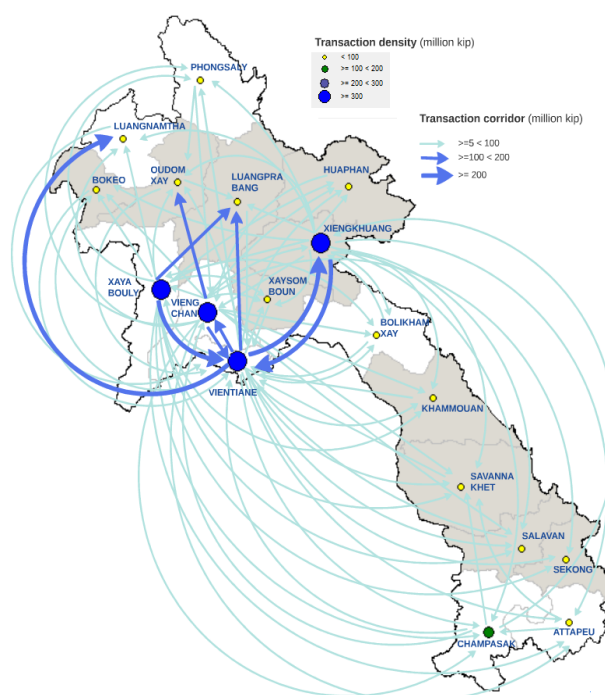 Transaction density (million kip)
< 100
>= 100 < 200
>= 200 < 300
>= 300
Transaction corridor (million kip)
>=5 < 100
>=100 < 200
>= 200
PHONGSALY
LUANGNAMTHA
BOKEO
OUDOM
XAY
LUANGPRA
BANG
HUAPHAN
XIENGKHUANG
XAYA
BOULY
VIENG
CHAN
XAYSOM
BOUN
BOLIKHAM
XAY
VIENTIANE
KHAMMOUAN
SAVANNA
KHET
SALAVAN
SEKONG
ATTAPEU
CHAMPASAK